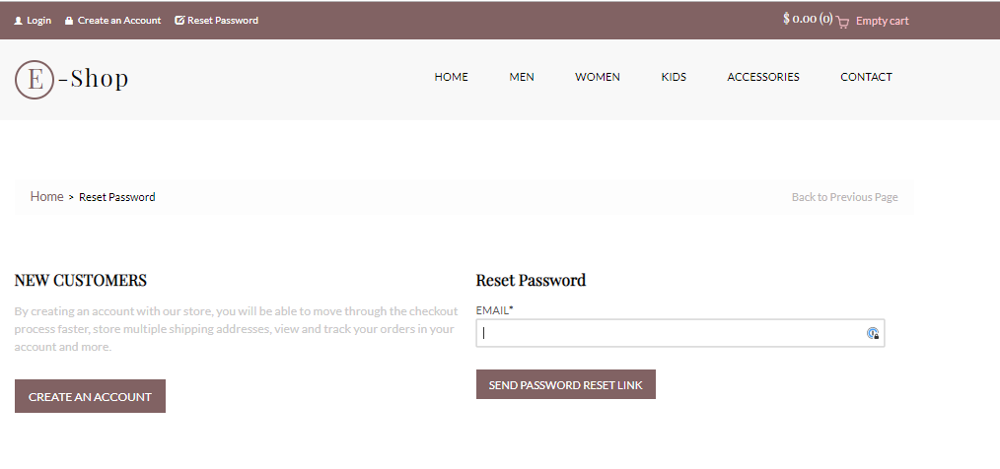 Login Create an Account Reset Password $ 0.00 (0) Empty cart
E -Shop HOME MEN WOMEN KIDS ACCESSORIES CONTACT
Home > Reset Password Back to Previous Page
NEW CUSTOMERS
By creating an account with our store, you will be able to move through the checkout
process faster, store multiple shipping addresses, view and track your orders in your
account and more.
CREATE AN ACCOUNT
Reset Password
EMAIL*
SEND PASSWORD RESET LINK